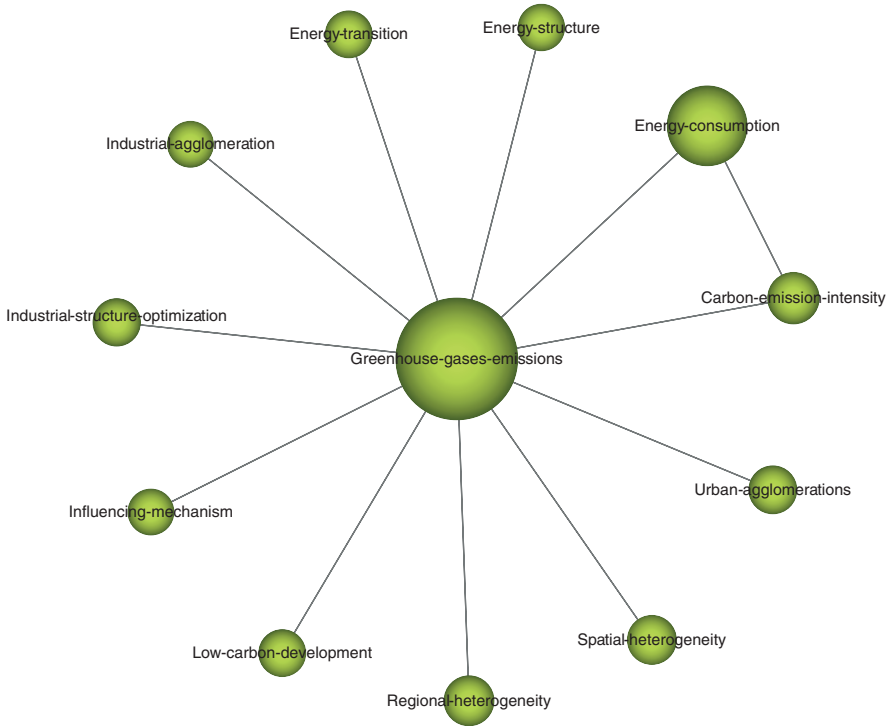 Energy-transition
Energy-structure
Energy-consumption
Industrial-agglomeration
Carbon-emission-intensity
Industrial-structure-optimization
Greenhouse-gases-emissions
Urban-agglomerations
Influencing-mechanism
Spatial-heterogeneity
Low-carbon-development
Regional-heterogeneity